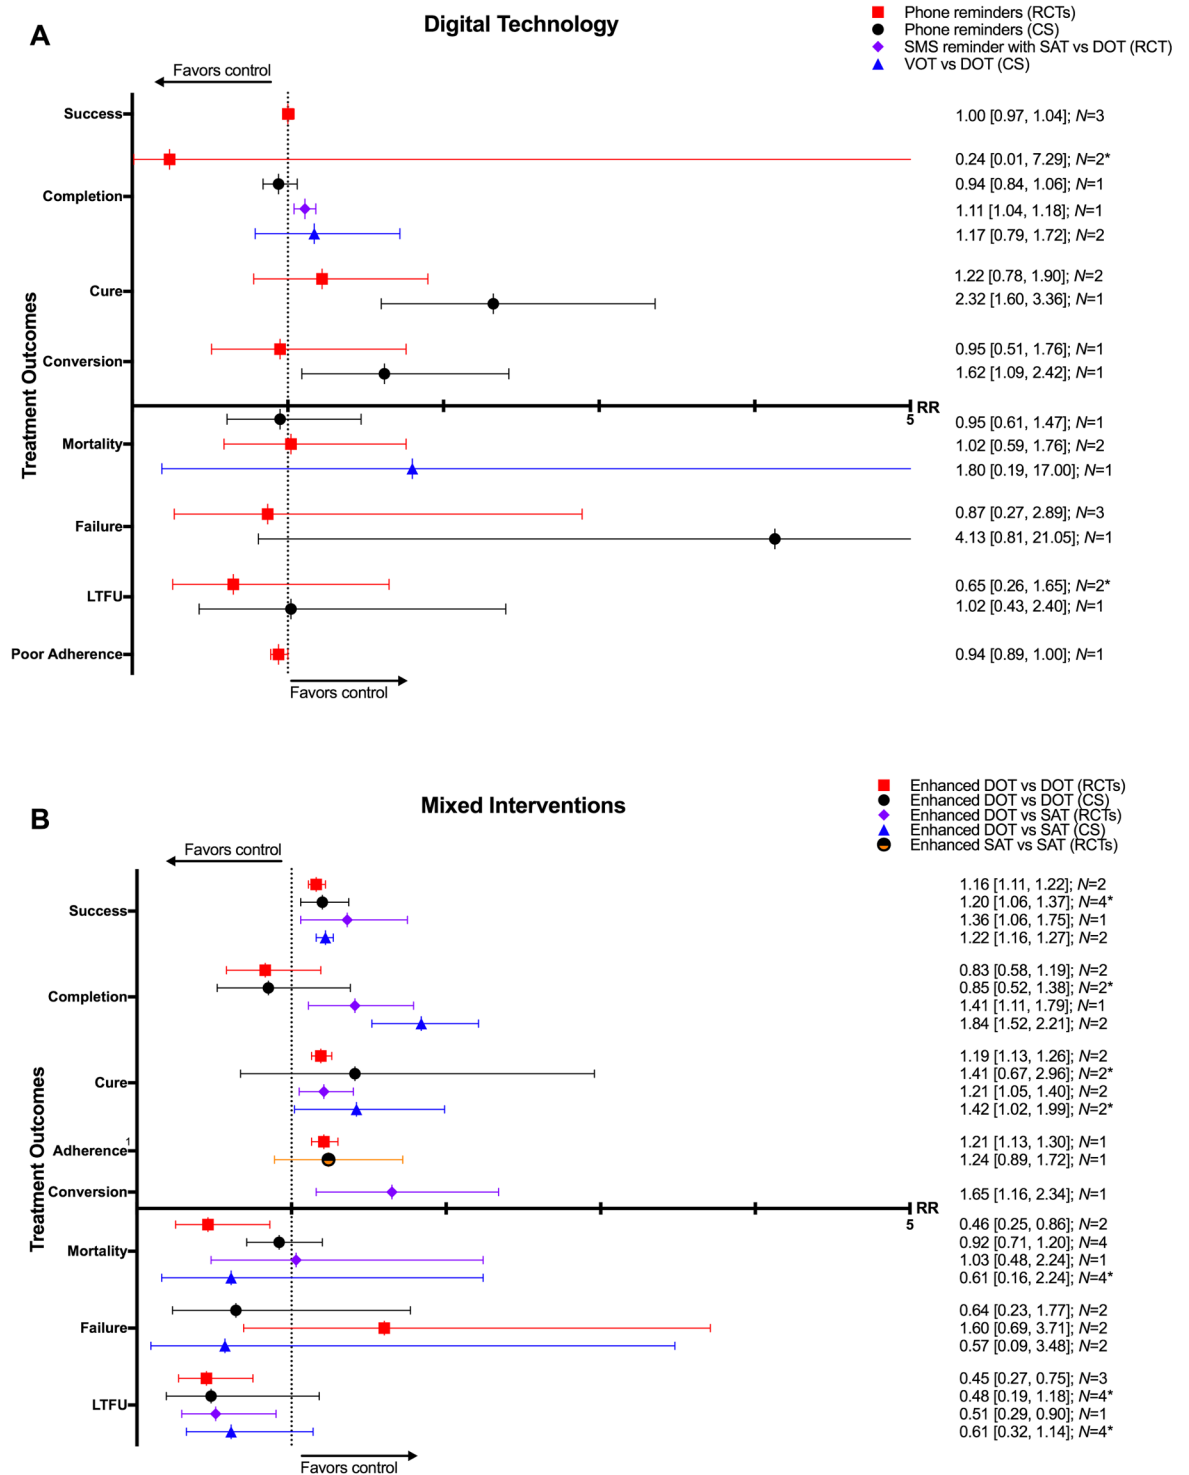 A
Digital Technology
Phone reminders (RCTs)
Phone reminders (CS)
SMS reminder with SAT vs DOT (RCT)
VOT vs DOT (CS)
Favors control
Treatment Outcomes
Success
1.00 [0.97, 1.04]; N=3
Completion
0.24 [0.01, 7.29]; N=2*
0.94 [0.84, 1.06]; N=1
1.11 [1.04, 1.18]; N=1
1.17 [0.79, 1.72]; N=2
Cure
1.22 [0.78, 1.90]; N=2
2.32 [1.60, 3.36]; N=1
Conversion
0.95 [0.51, 1.76]; N=1
1.62 [1.09, 2.42]; N=1
5
RR
Mortality
0.95 [0.61, 1.47]; N=1
1.02 [0.59, 1.76]; N=2
1.80 [0.19, 17.00]; N=1
Failure
0.87 [0.27, 2.89]; N=3
4.13 [0.81, 21.05]; N=1
LTFU
0.65 [0.26, 1.65]; N=2*
1.02 [0.43, 2.40]; N=1
Poor Adherence
0.94 [0.89, 1.00]; N=1
Favors control
B
Mixed Interventions
Enhanced DOT vs DOT (RCTs)
Enhanced DOT vs DOT (CS)
Enhanced DOT vs SAT (RCTs)
Enhanced DOT vs SAT (CS)
Enhanced SAT vs SAT (RCTs)
Favors control
Treatment Outcomes
Success
1.16 [1.11, 1.22]; N=2
1.20 [1.06, 1.37]; N=4*
1.36 [1.06, 1.75]; N=1
1.22 [1.16, 1.27]; N=2
Completion
0.83 [0.58, 1.19]; N=2
0.85 [0.52, 1.38]; N=2*
1.41 [1.11, 1.79]; N=1
1.84 [1.52, 2.21]; N=2
Cure
1.19 [1.13, 1.26]; N=2
1.41 [0.67, 2.96]; N=2*
1.21 [1.05, 1.40]; N=2
1.42 [1.02, 1.99]; N=2*
Adherence1
1.21 [1.13, 1.30]; N=1
1.24 [0.89, 1.72]; N=1
Conversion
1.65 [1.16, 2.34]; N=1
5
RR
Mortality
0.46 [0.25, 0.86]; N=2
0.92 [0.71, 1.20]; N=4
1.03 [0.48, 2.24]; N=1
0.61 [0.16, 2.24]; N=4*
Failure
0.64 [0.23, 1.77]; N=2
1.60 [0.69, 3.71]; N=2
0.57 [0.09, 3.48]; N=2
LTFU
0.45 [0.27, 0.75]; N=3
0.48 [0.19, 1.18]; N=4*
0.51 [0.29, 0.90]; N=1
0.61 [0.32, 1.14]; N=4*
Favors control